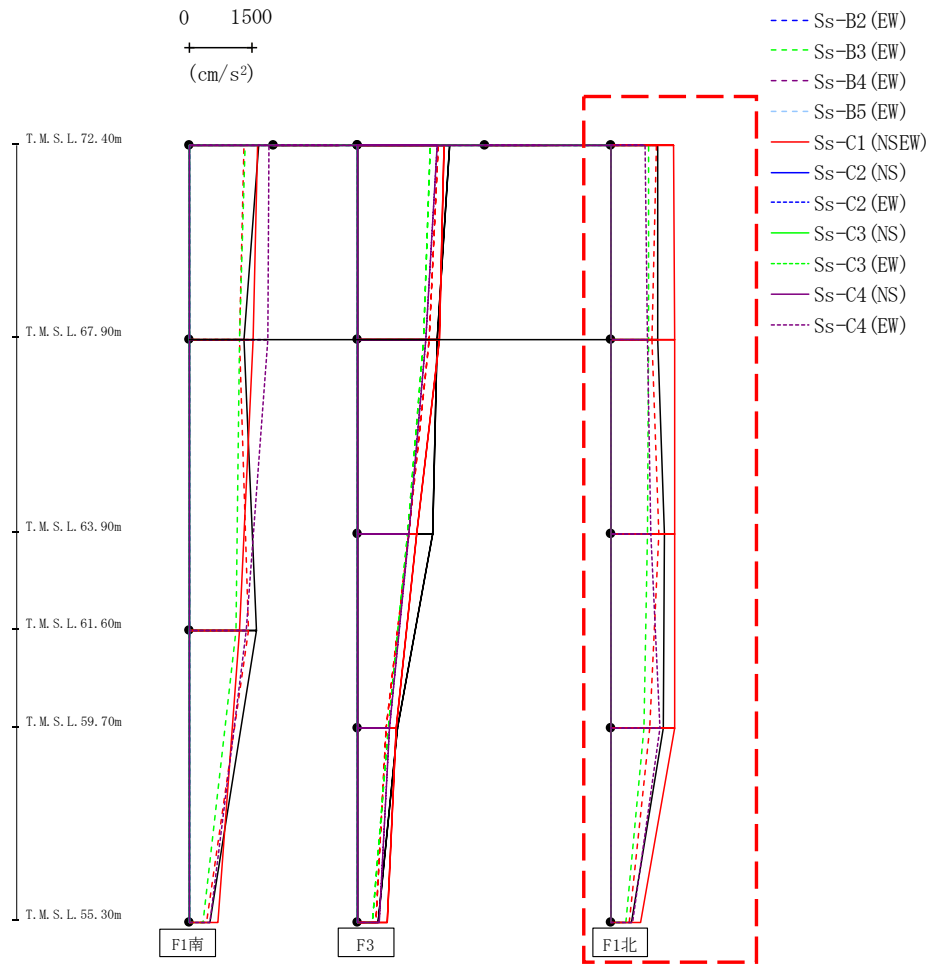 0 1500
(cm/s²)
Ss-B2(EW)
Ss-B3(EW)
Ss-B4(EW)
Ss-B5(EW)
Ss-C1(NSEW)
Ss-C2(NS)
Ss-C2(EW)
Ss-C3(NS)
Ss-C3(EW)
Ss-C4(NS)
Ss-C4(EW)
T.M.S.L.72.40m
T.M.S.L.67.90m
T.M.S.L.63.90m
T.M.S.L.61.60m
T.M.S.L.59.70m
T.M.S.L.55.30m
F1南 F3 F1北